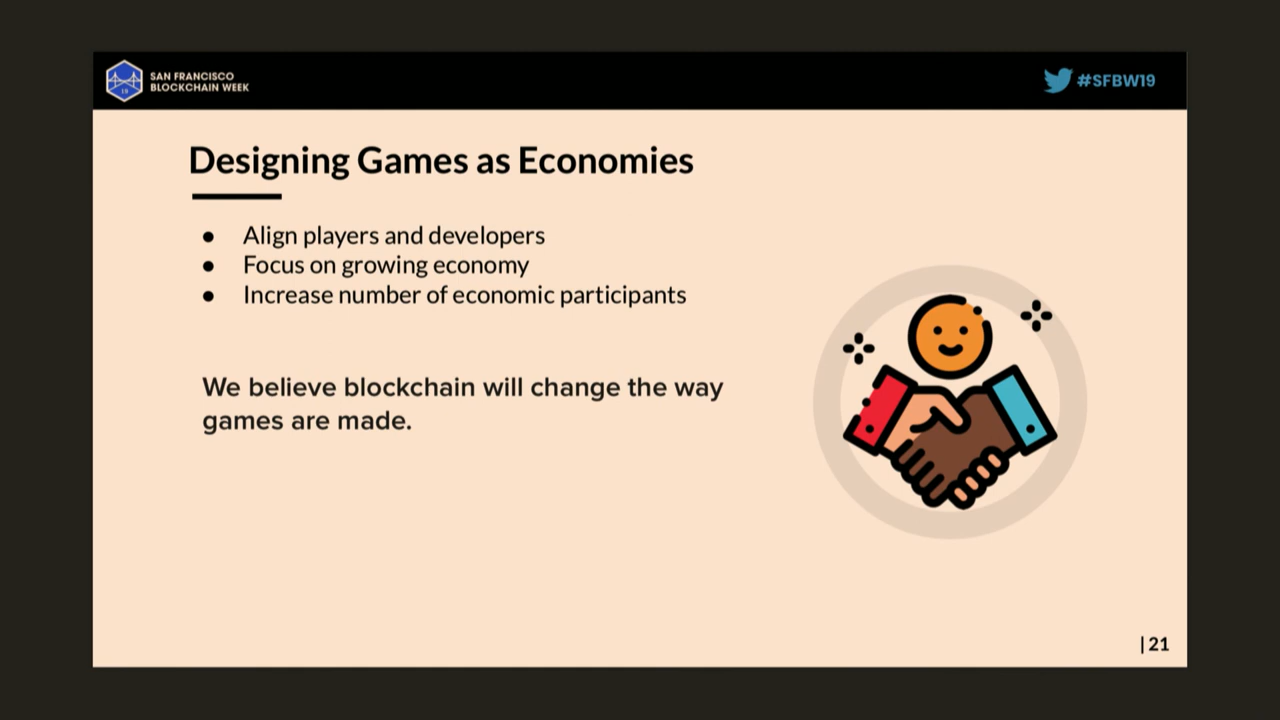 SAN FRANCISCO
BLOCKCHAIN WEEK
19
#SFBW19
Designing Games as Economies
● Align players and developers
● Focus on growing economy
● Increase number of economic participants
We believe blockchain will change the way
games are made.
| 21